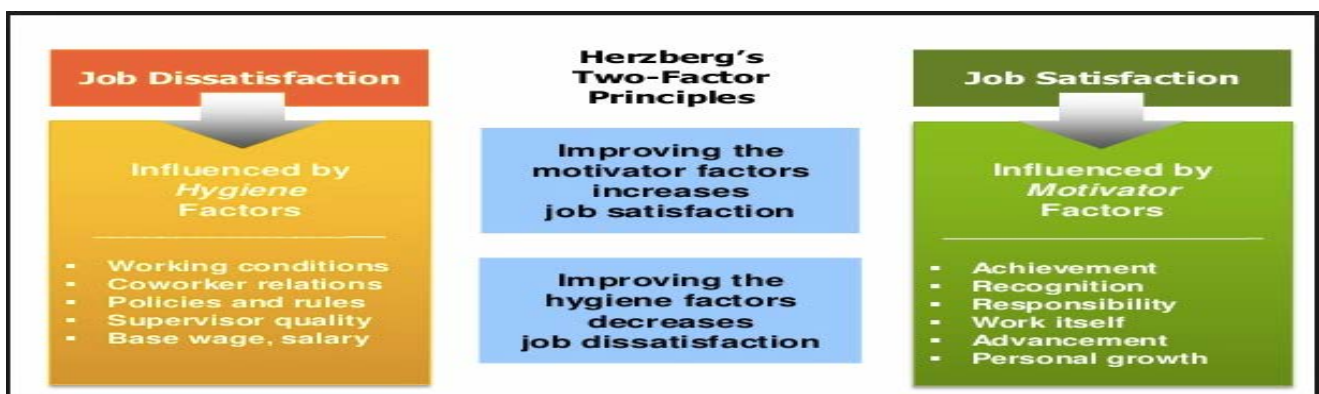 Job Dissatisfaction
Influenced by
Hygiene
Factors
▪ Working conditions
▪ Coworker relations
▪ Policies and rules
▪ Supervisor quality
▪ Base wage, salary
Herzberg's
Two-Factor
Principles
Improving the
motivator factors
increases
job satisfaction
Improving the
hygiene factors
decreases
job dissatisfaction
Job Satisfaction
Influenced by
Motivator
Factors
▪ Achievement
▪ Recognition
▪ Responsibility
▪ Work itself
▪ Advancement
▪ Personal growth